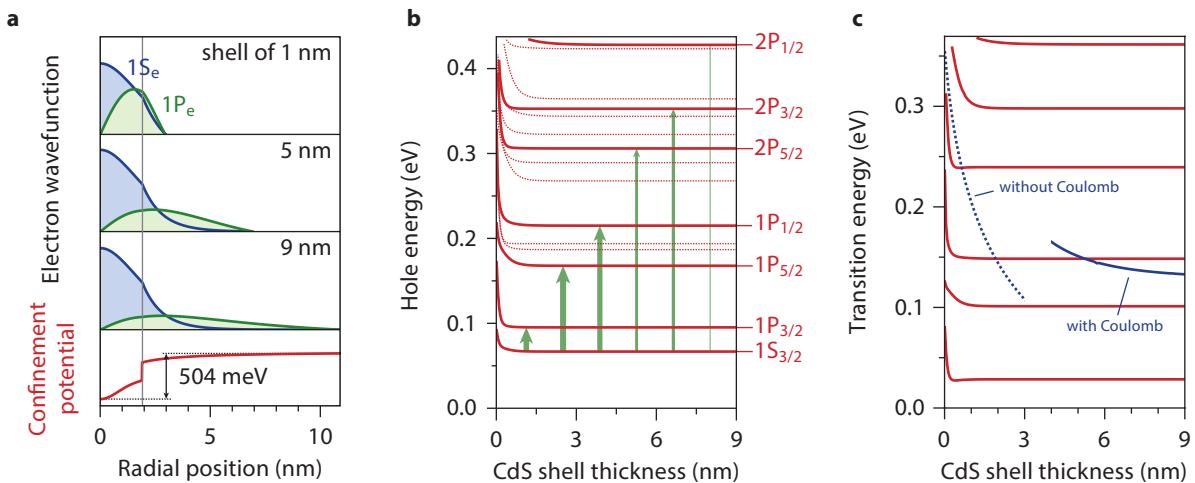 a
shell of 1 nm
1Sₑ
1Pₑ
5 nm
9 nm
504 meV
Electron wavefunction
Confinement
potential
0
5
10
Radial position (nm)
b
0.4
0.3
0.2
0.1
0.0
Hole energy (eV)
2P₁/₂
2P₃/₂
2P₅/₂
1P₁/₂
1P₅/₂
1P₃/₂
1S₃/₂
0
3
6
9
CdS shell thickness (nm)
c
0.3
0.2
0.1
0.0
Transition energy (eV)
without Coulomb
with Coulomb
0
3
6
9
CdS shell thickness (nm)